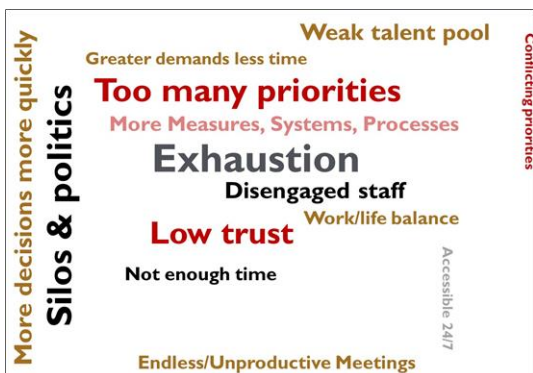 Weak talent pool
Greater demands less time
Too many priorities
More Measures, Systems, Processes
Exhaustion
Disengaged staff
Work/life balance
Low trust
Not enough time
Endless/Unproductive Meetings
More decisions more quickly
Silos & politics
Conflicting priorities
Accessible 24/7